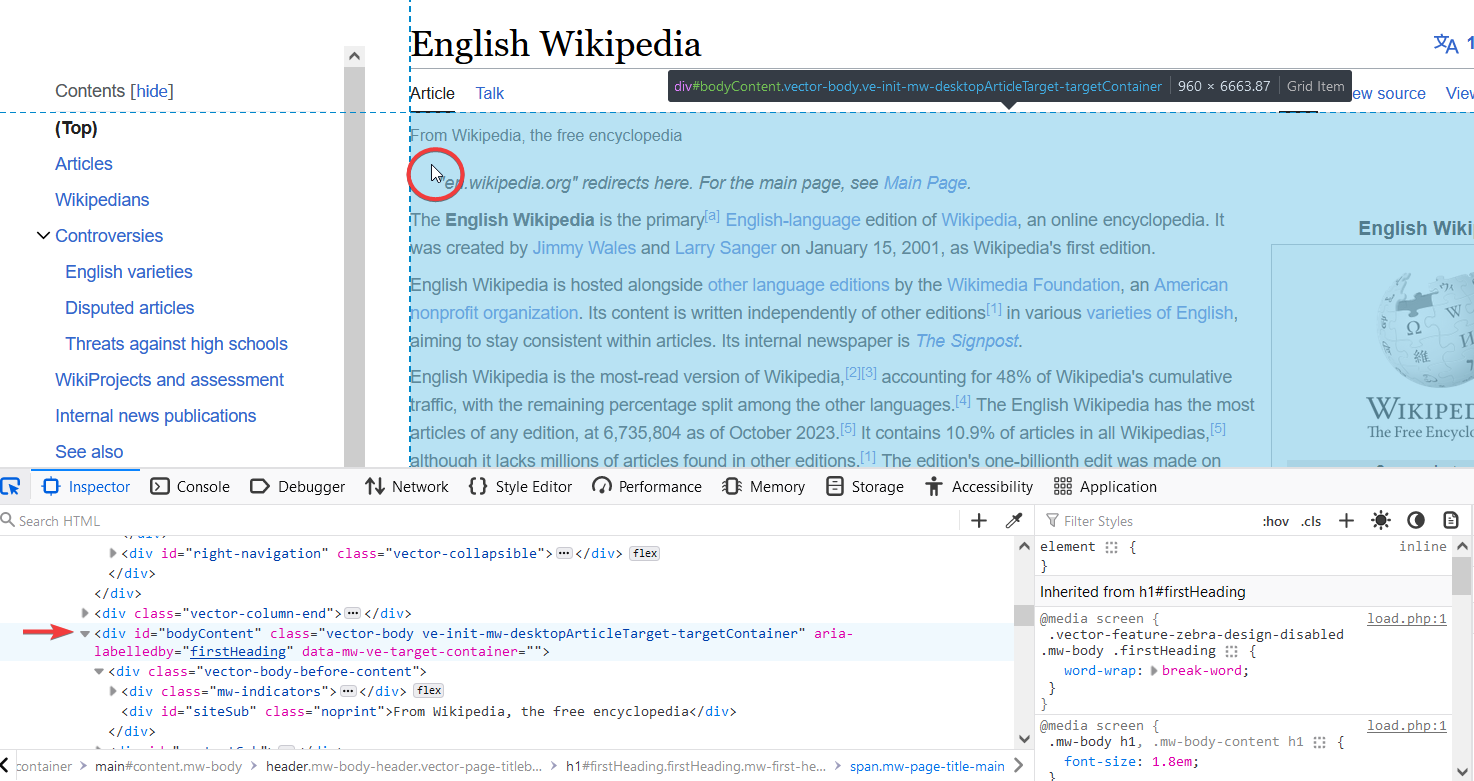 English Wikipedia
1
Contents [hide]
(Top)
Articles
Wikipedians
Controversies
English varieties
Disputed articles
Threats against high schools
WikiProjects and assessment
Internal news publications
See also
Article Talk
div#bodyContent.vector-body.ve-init-mw-desktopArticleTarget-targetContainer 960 × 6663.87 Grid Item
ew source Viev
From Wikipedia, the free encyclopedia
"en.wikipedia.org" redirects here. For the main page, see Main Page.
The English Wikipedia is the primary[a] English-language edition of Wikipedia, an online encyclopedia. It
was created by Jimmy Wales and Larry Sanger on January 15, 2001, as Wikipedia's first edition.
English Wikipedia is hosted alongside other language editions by the Wikimedia Foundation, an American
nonprofit organization. Its content is written independently of other editions[1] in various varieties of English,
aiming to stay consistent within articles. Its internal newspaper is The Signpost.
English Wikipedia is the most-read version of Wikipedia,[2][3] accounting for 48% of Wikipedia's cumulative
traffic, with the remaining percentage split among the other languages.[4] The English Wikipedia has the most
articles of any edition, at 6,735,804 as of October 2023.[5] It contains 10.9% of articles in all Wikipedias,[5]
although it lacks millions of articles found in other editions.[1] The edition's one-billionth edit was made on
English Wiki
Ω W И 維
WIKIPED
The Free Encyclo
Inspector Console Debugger Network Style Editor Performance Memory Storage Accessibility Application
Search HTML
</div>
<div id="right-navigation" class="vector-collapsible"> ··· </div> flex
</div>
</div>
<div class="vector-column-end"> ··· </div>
<div id="bodyContent" class="vector-body ve-init-mw-desktopArticleTarget-targetContainer" aria-
labelledby="firstHeading" data-mw-ve-target-container="">
<div class="vector-body-before-content">
<div class="mw-indicators"> ··· </div> flex
<div id="siteSub" class="noprint">From Wikipedia, the free encyclopedia</div>
</div>
container main#content.mw-body header.mw-body-header.vector-page-titleb... h1#firstHeading.firstHeading.mw-first-he... span.mw-page-title-main
Filter Styles :hov .cls
element { inline
}
Inherited from h1#firstHeading
@media screen { load.php:1
.vector-feature-zebra-design-disabled
.mw-body .firstHeading {
word-wrap: break-word;
}
}
@media screen { load.php:1
.mw-body h1, .mw-body-content h1 {
font-size: 1.8em;
}